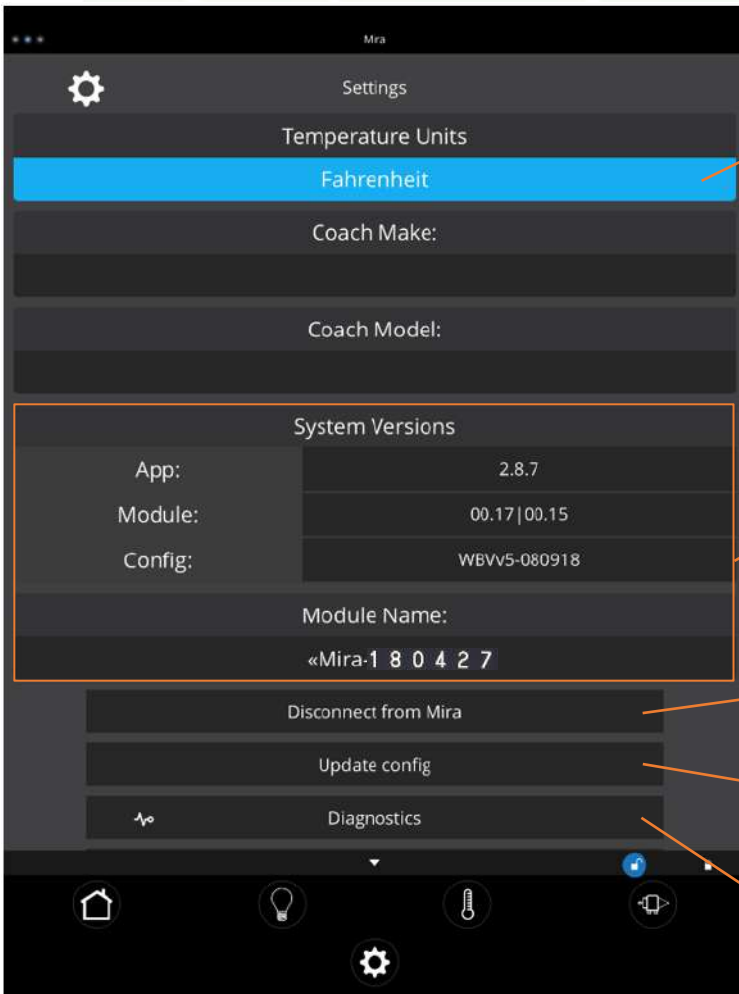 Mra
Settings
Temperature Units
Fahrenheit
Coach Make:
Coach Model:
System Versions
App: 2.8.7
Module: 00.17|00.15
Config: WBVv5-080918
Module Name:
«Mira-180427
Disconnect from Mira
Update config
Diagnostics